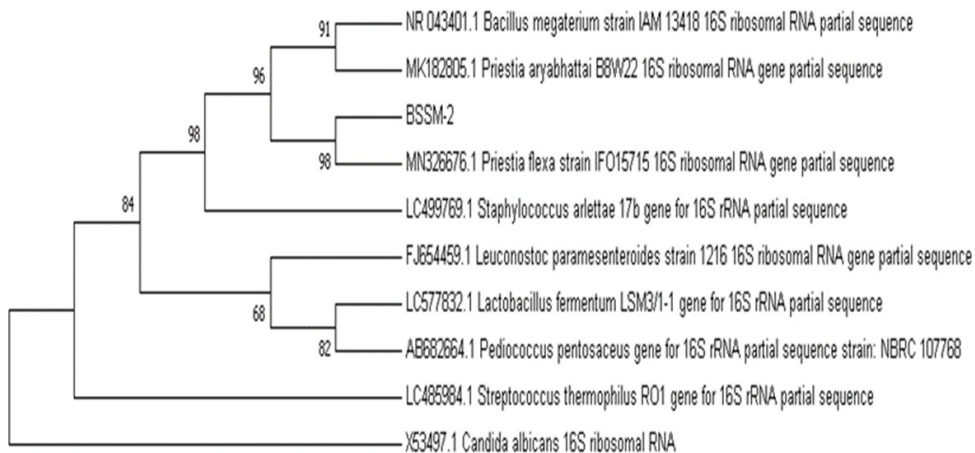 91
NR 043401.1 Bacillus megaterium strain IAM 13418 16S ribosomal RNA partial sequence
96
MK182805.1 Priestia aryabhattai B8W22 16S ribosomal RNA gene partial sequence
98
BSSM-2
98
MN326676.1 Priestia flexa strain IFO15715 16S ribosomal RNA gene partial sequence
84
LC499769.1 Staphylococcus arlettae 17b gene for 16S rRNA partial sequence
FJ654459.1 Leuconostoc paramesenteroides strain 1216 16S ribosomal RNA gene partial sequence
68
LC577832.1 Lactobacillus fermentum LSM3/1-1 gene for 16S rRNA partial sequence
82
AB682664.1 Pediococcus pentosaceus gene for 16S rRNA partial sequence strain: NBRC 107768
LC485984.1 Streptococcus thermophilus RO1 gene for 16S rRNA partial sequence
X53497.1 Candida albicans 16S ribosomal RNA